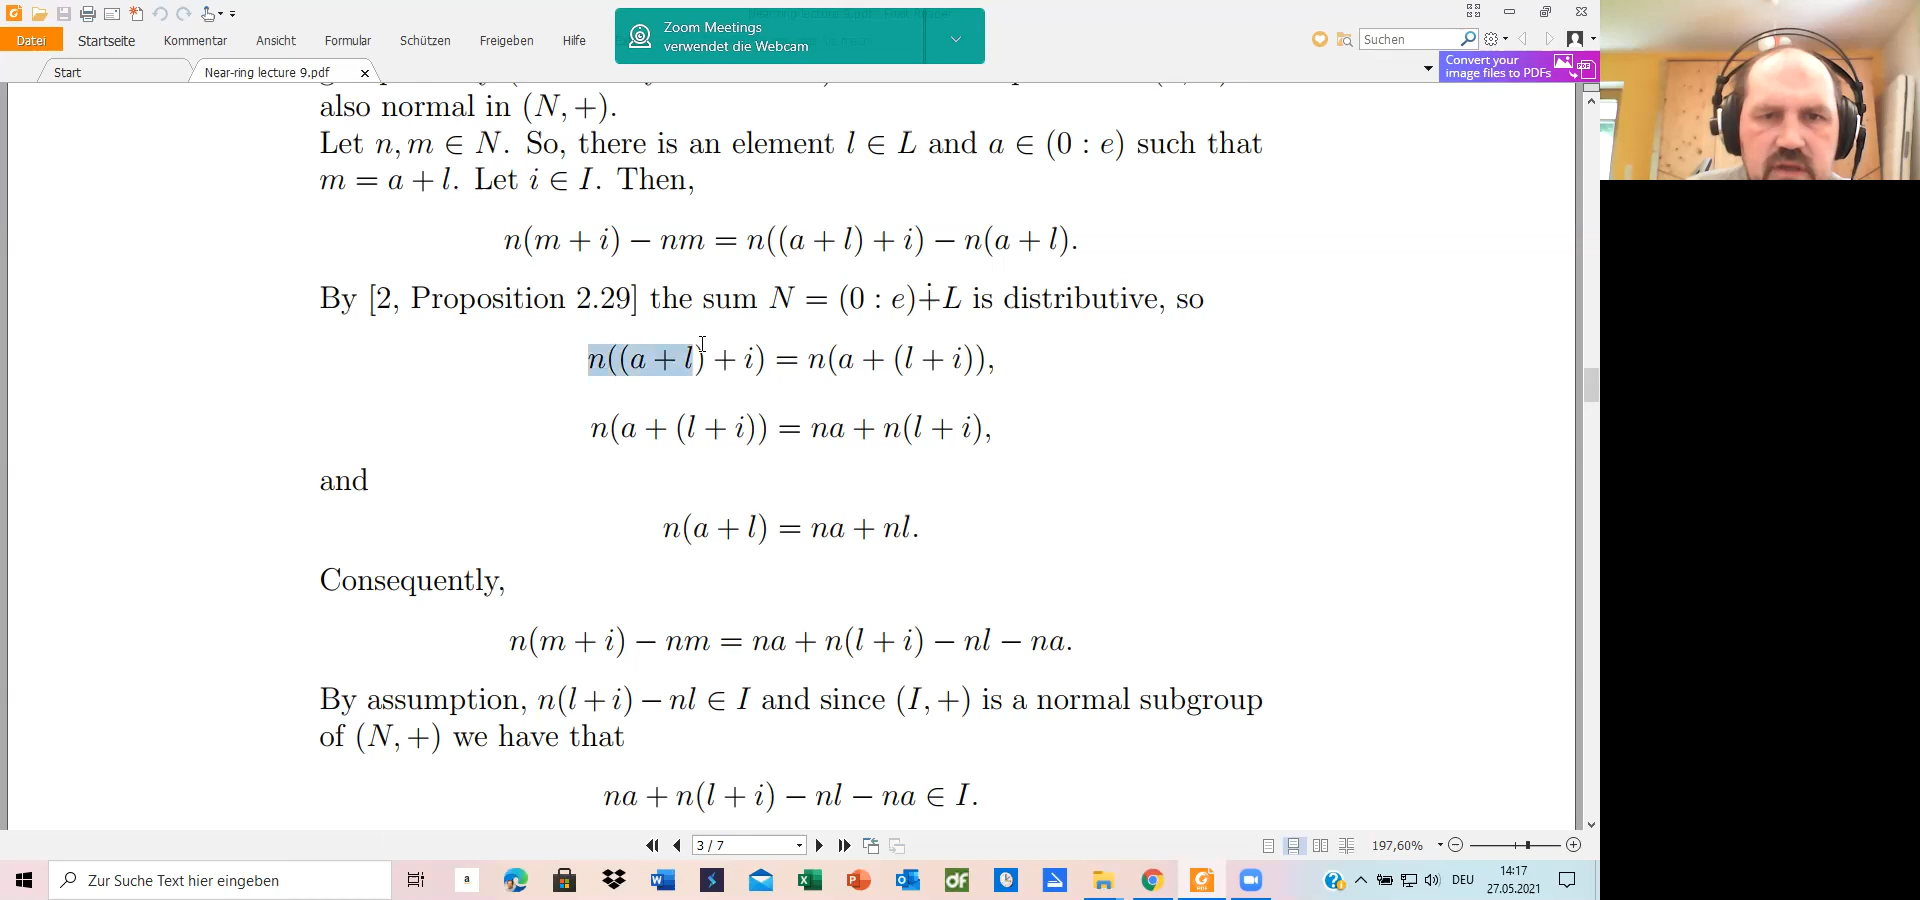 Zoom Meetings
verwendet die Webcam
Datei Startseite Kommentar Ansicht Formular Schützen Freigeben Hilfe
Suchen
Start Near-ring lecture 9.pdf
Convert your
image files to PDFs
also normal in (N, +).
Let n, m ∈ N. So, there is an element l ∈ L and a ∈ (0 : e) such that
m = a + l. Let i ∈ I. Then,
n(m + i) − nm = n((a + l) + i) − n(a + l).
By [2, Proposition 2.29] the sum N = (0 : e)∔L is distributive, so
n((a + l) + i) = n(a + (l + i)),
n(a + (l + i)) = na + n(l + i),
and
n(a + l) = na + nl.
Consequently,
n(m + i) − nm = na + n(l + i) − nl − na.
By assumption, n(l + i) − nl ∈ I and since (I, +) is a normal subgroup
of (N, +) we have that
na + n(l + i) − nl − na ∈ I.
3 / 7
197,60%
Zur Suche Text hier eingeben
DEU
14:17
27.05.2021